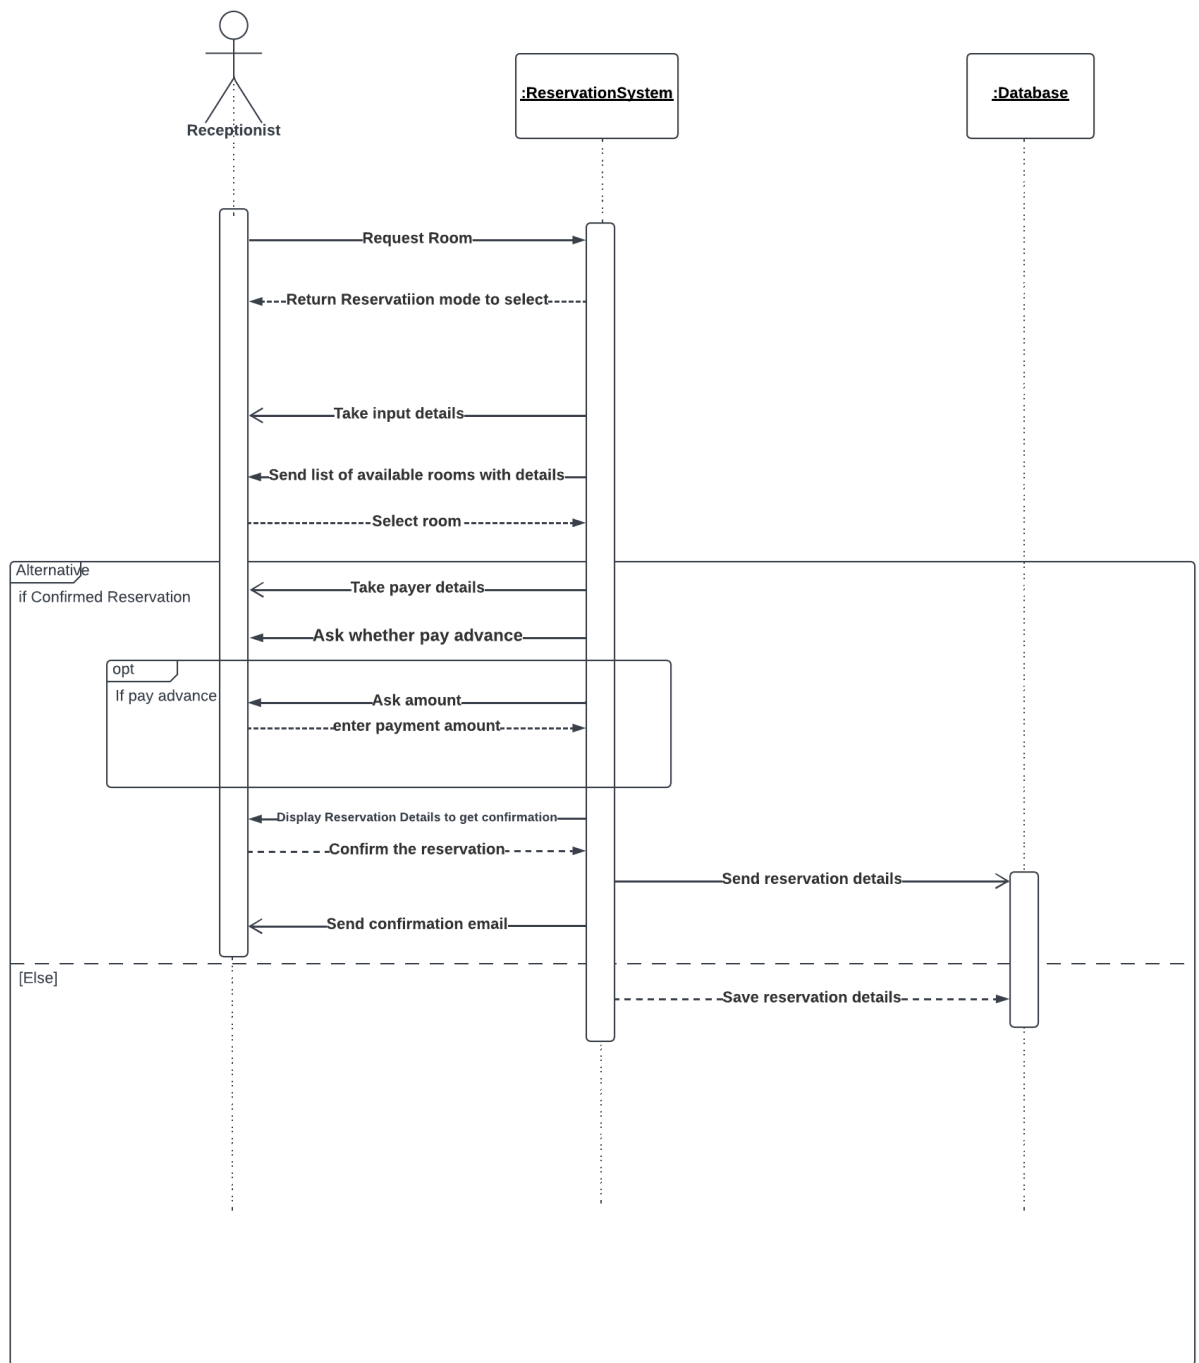 Receptionist
:ReservationSystem
:Database
Request Room
Return Reservatiion mode to select
Take input details
Send list of available rooms with details
Select room
Alternative
if Confirmed Reservation
Take payer details
Ask whether pay advance
opt
If pay advance
Ask amount
enter payment amount
Display Reservation Details to get confirmation
Confirm the reservation
Send reservation details
Send confirmation email
[Else]
Save reservation details